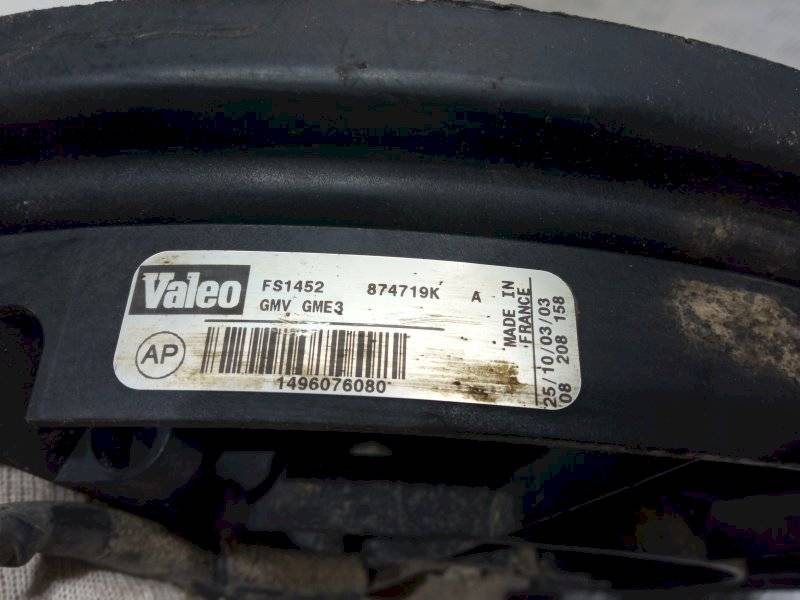 Valeo FS1452 874719K A
GMV GME3
AP
1496076080
MADE IN
FRANCE
25/10/03/03
08 208 158